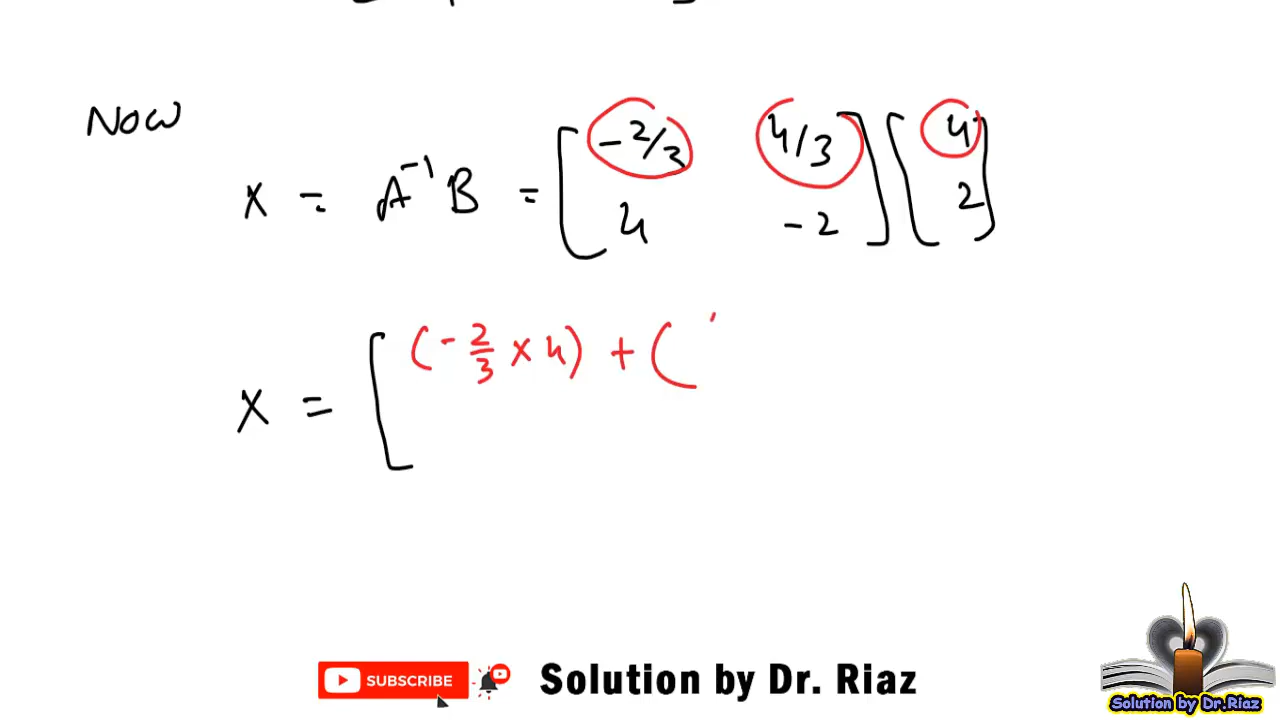 Now
X = A⁻¹B = [ -2/3 4/3 ] [ 4 ]
4 -2 2
X = [ (-2/3 × 4) + (
SUBSCRIBE Solution by Dr. Riaz
Solution by Dr.Riaz